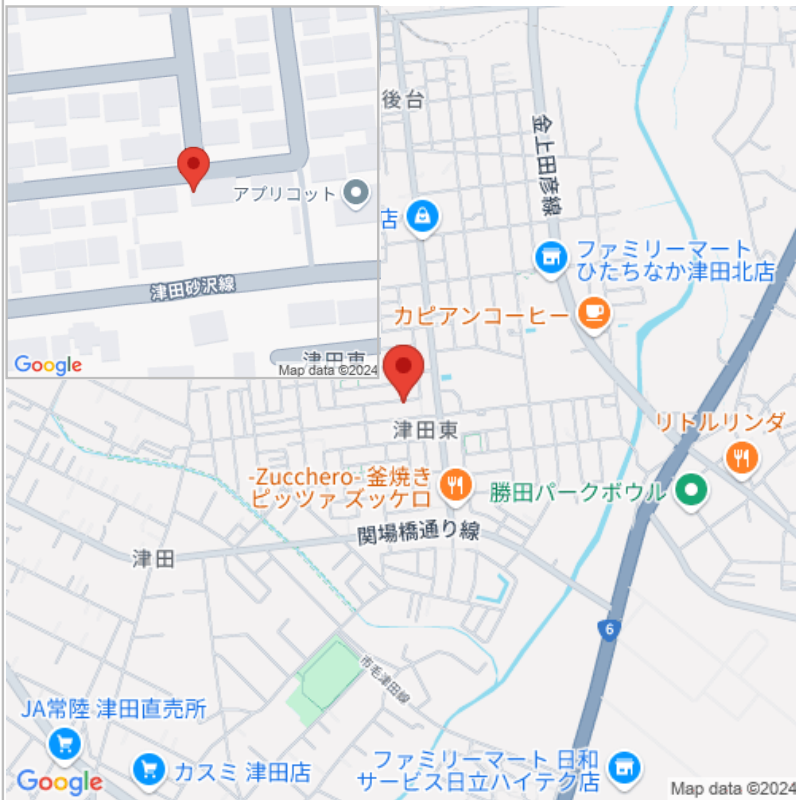 アプリコット
津田砂沢線
Google
津田東
Map data ©2024
後台
金上田彦線
店
ファミリーマート
ひたちなか津田北店
カピアンコーヒー
津田東
リトルリンダ
-Zucchero- 釜焼き
ピッツァ ズッケロ
勝田パークボウル
関場橋通り線
津田
6
市毛津田線
JA常陸 津田直売所
カスミ 津田店
ファミリーマート 日和
サービス日立ハイテク店
Google
Map data ©2024